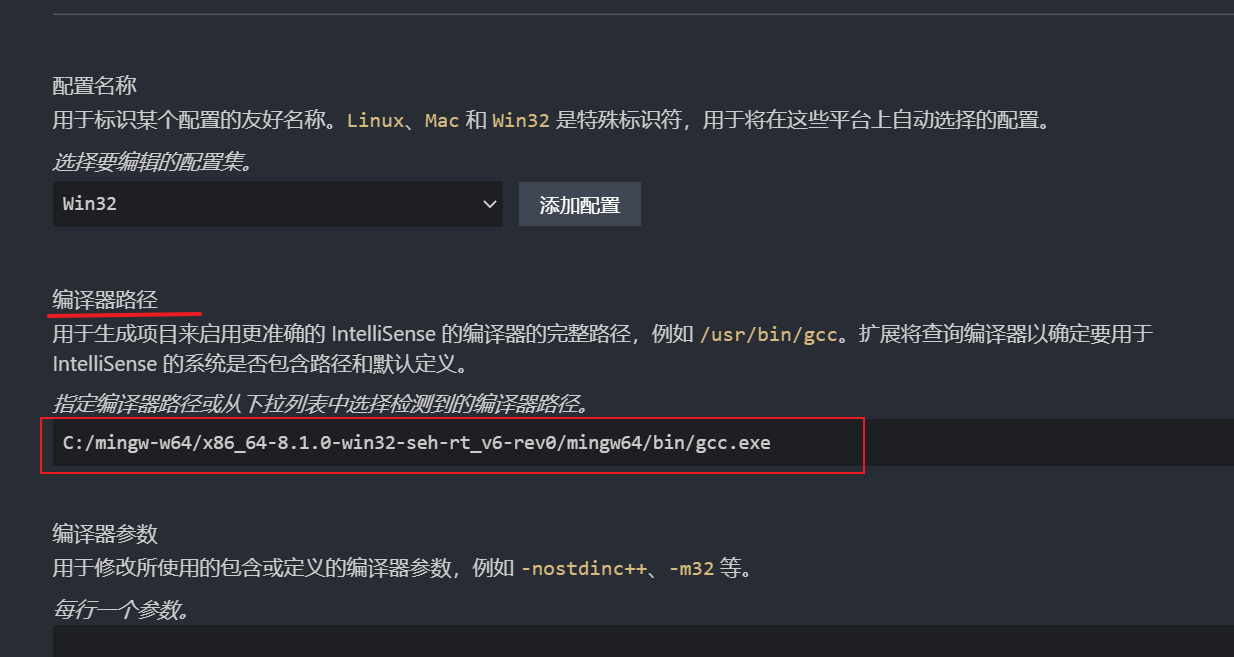 配置名称
用于标识某个配置的友好名称。Linux、Mac 和 Win32 是特殊标识符，用于将在这些平台上自动选择的配置。
选择要编辑的配置集。
Win32
添加配置
编译器路径
用于生成项目来启用更准确的 IntelliSense 的编译器的完整路径，例如 /usr/bin/gcc。扩展将查询编译器以确定要用于
IntelliSense 的系统是否包含路径和默认定义。
指定编译器路径或从下拉列表中选择检测到的编译器路径。
C:/mingw-w64/x86_64-8.1.0-win32-seh-rt_v6-rev0/mingw64/bin/gcc.exe
编译器参数
用于修改所使用的包含或定义的编译器参数，例如 -nostdinc++、-m32 等。
每行一个参数。